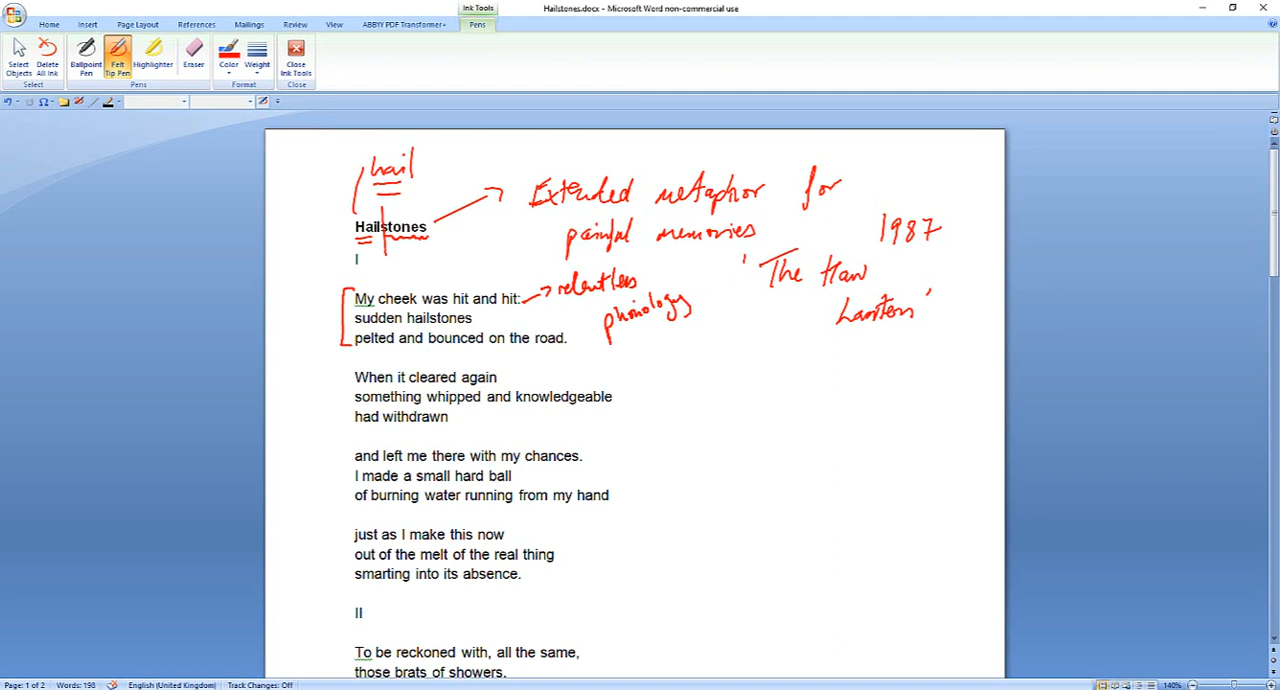 Ink Tools
Hailstones.docx – Microsoft Word non-commercial use
Home Insert Page Layout References Mailings Review View ABBYY PDF Transformer+ Pens
Select Objects Delete All Ink Ballpoint Pen Felt Tip Pen Highlighter Eraser Color Weight Close Ink Tools
Select Pens Format Close
hail
Extended metaphor for
Hailstones
painful memories
1987
I
'The Haw
relentless
My cheek was hit and hit:
phonology
Lantern'
sudden hailstones
pelted and bounced on the road.
When it cleared again
something whipped and knowledgeable
had withdrawn
and left me there with my chances.
I made a small hard ball
of burning water running from my hand
just as I make this now
out of the melt of the real thing
smarting into its absence.
II
To be reckoned with, all the same,
those brats of showers.
Page: 1 of 2 Words: 198 English (United Kingdom) Track Changes: Off 140%